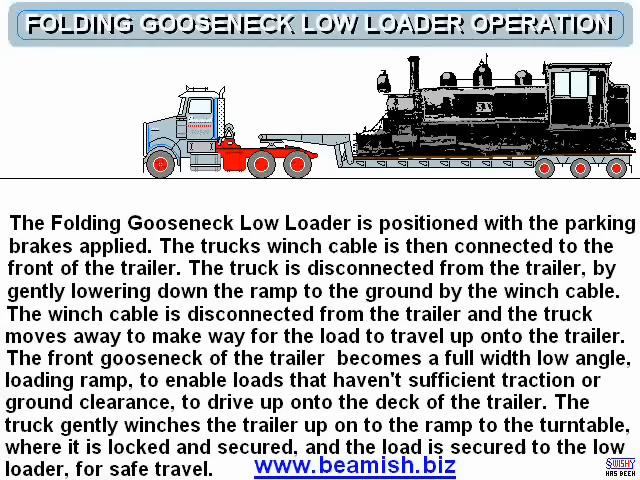 FOLDING GOOSENECK LOW LOADER OPERATION
The Folding Gooseneck Low Loader is positioned with the parking
brakes applied. The trucks winch cable is then connected to the
front of the trailer. The truck is disconnected from the trailer, by
gently lowering down the ramp to the ground by the winch cable.
The winch cable is disconnected from the trailer and the truck
moves away to make way for the load to travel up onto the trailer.
The front gooseneck of the trailer  becomes a full width low angle,
loading ramp, to enable loads that haven't sufficient traction or
ground clearance, to drive up onto the deck of the trailer. The
truck gently winches the trailer up on to the ramp to the turntable,
where it is locked and secured, and the load is secured to the low
loader, for safe travel.
www.beamish.biz
SWISHY
HAS BEEN